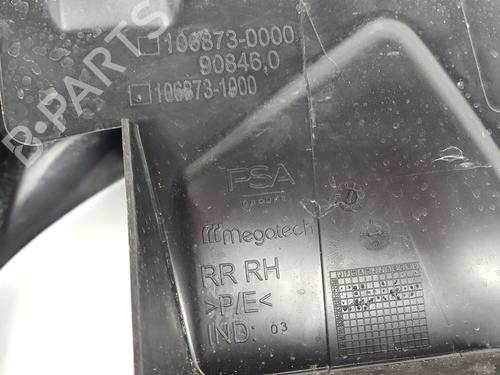 106873-0000
90846,0
106873-1000
B-PARTS
PSA
GROUPE
megatech
RR RH
>P/E<
IND. 03